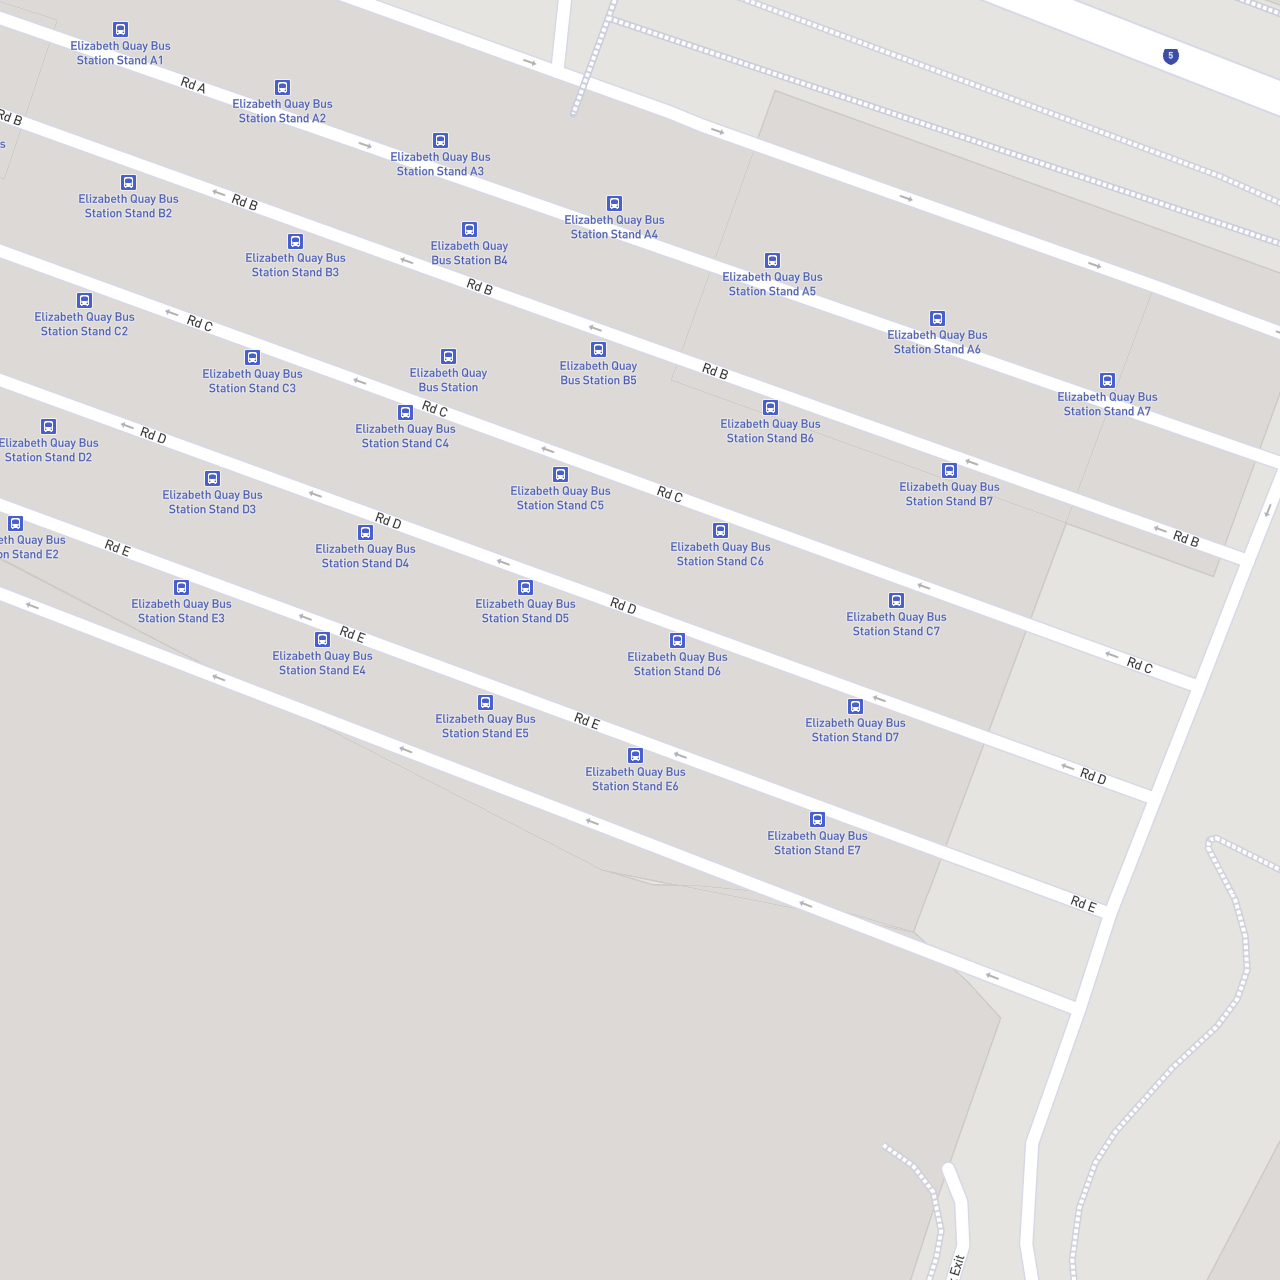 5
Elizabeth Quay Bus
Station Stand A1
Rd A
Elizabeth Quay Bus
Station Stand A2
Rd B
Elizabeth Quay Bus
Station Stand A3
s
Elizabeth Quay Bus
Station Stand B2
Rd B
Elizabeth Quay Bus
Station Stand A4
Elizabeth Quay
Bus Station B4
Elizabeth Quay Bus
Station Stand B3
Elizabeth Quay Bus
Station Stand A5
Rd B
Elizabeth Quay Bus
Station Stand C2
Rd C
Elizabeth Quay Bus
Station Stand A6
Elizabeth Quay Bus
Station Stand C3
Elizabeth Quay
Bus Station
Elizabeth Quay
Bus Station B5
Rd B
Elizabeth Quay Bus
Station Stand A7
Rd C
Elizabeth Quay Bus
Station Stand C4
Elizabeth Quay Bus
Station Stand B6
Elizabeth Quay Bus
Station Stand D2
Rd D
Elizabeth Quay Bus
Station Stand D3
Elizabeth Quay Bus
Station Stand C5
Rd C
Elizabeth Quay Bus
Station Stand B7
Rd D
eth Quay Bus
on Stand E2
Rd E
Elizabeth Quay Bus
Station Stand D4
Elizabeth Quay Bus
Station Stand C6
Rd B
Elizabeth Quay Bus
Station Stand E3
Elizabeth Quay Bus
Station Stand D5
Rd D
Elizabeth Quay Bus
Station Stand C7
Rd E
Elizabeth Quay Bus
Station Stand E4
Elizabeth Quay Bus
Station Stand D6
Rd C
Elizabeth Quay Bus
Station Stand E5
Rd E
Elizabeth Quay Bus
Station Stand D7
Elizabeth Quay Bus
Station Stand E6
Rd D
Elizabeth Quay Bus
Station Stand E7
Rd E
Exit